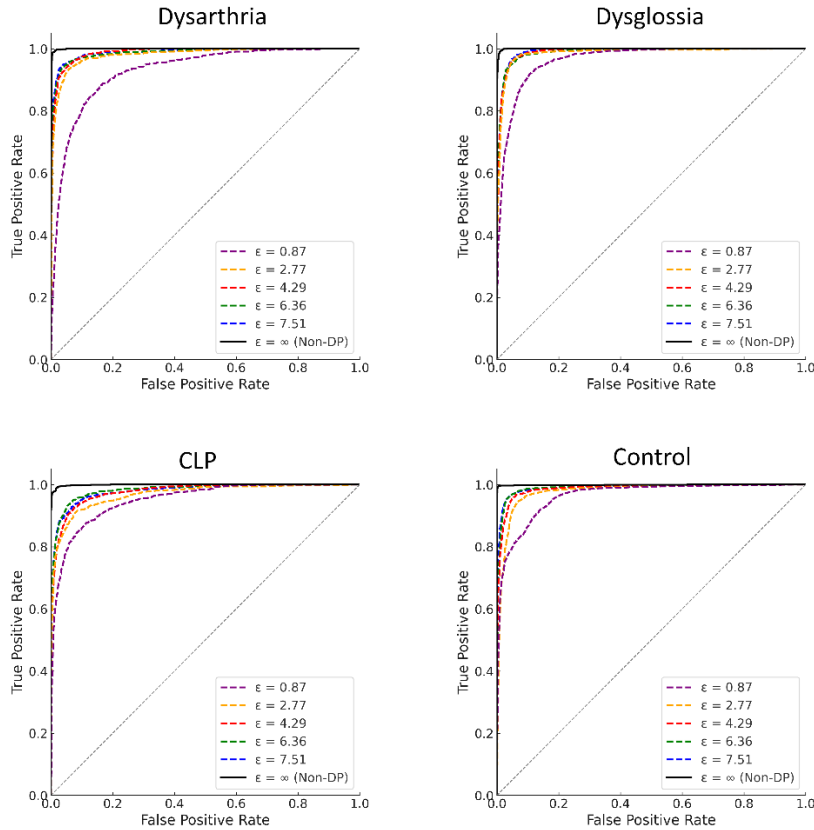 Dysarthria
1.0
0.8
0.6
0.4
0.2
0.0
True Positive Rate
ε = 0.87
ε = 2.77
ε = 4.29
ε = 6.36
ε = 7.51
ε = ∞ (Non-DP)
0.0 0.2 0.4 0.6 0.8 1.0
False Positive Rate
Dysglossia
1.0
0.8
0.6
0.4
0.2
0.0
True Positive Rate
ε = 0.87
ε = 2.77
ε = 4.29
ε = 6.36
ε = 7.51
ε = ∞ (Non-DP)
0.0 0.2 0.4 0.6 0.8 1.0
False Positive Rate
CLP
1.0
0.8
0.6
0.4
0.2
0.0
True Positive Rate
ε = 0.87
ε = 2.77
ε = 4.29
ε = 6.36
ε = 7.51
ε = ∞ (Non-DP)
0.0 0.2 0.4 0.6 0.8 1.0
False Positive Rate
Control
1.0
0.8
0.6
0.4
0.2
0.0
True Positive Rate
ε = 0.87
ε = 2.77
ε = 4.29
ε = 6.36
ε = 7.51
ε = ∞ (Non-DP)
0.0 0.2 0.4 0.6 0.8 1.0
False Positive Rate